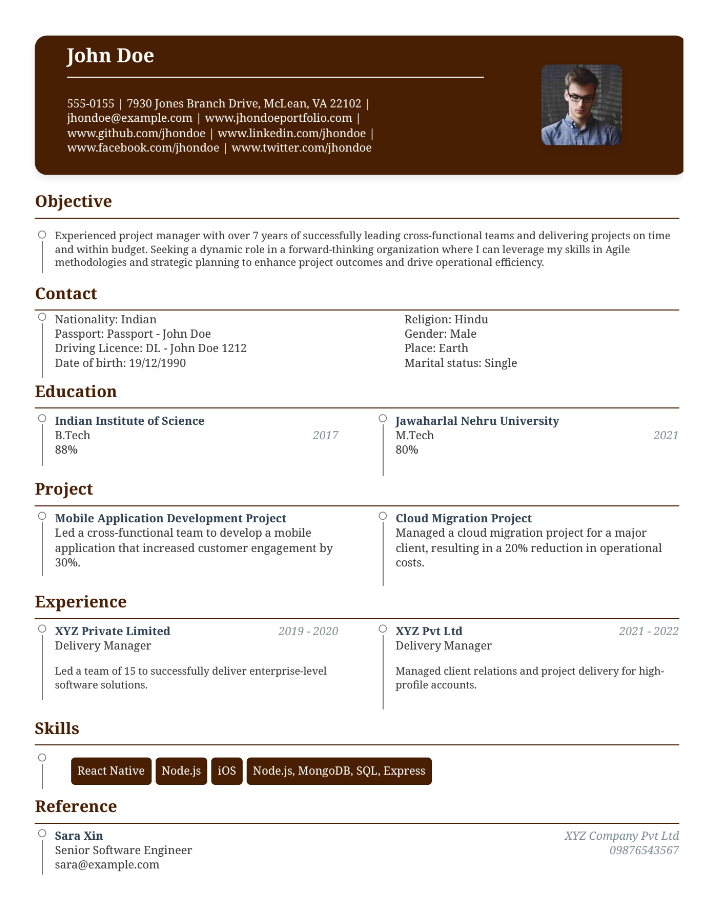 John Doe
555-0155 | 7930 Jones Branch Drive, McLean, VA 22102 |
jhondoe@example.com | www.jhondoeportfolio.com |
www.github.com/jhondoe | www.linkedin.com/jhondoe |
www.facebook.com/jhondoe | www.twitter.com/jhondoe
Objective
Experienced project manager with over 7 years of successfully leading cross-functional teams and delivering projects on time
and within budget. Seeking a dynamic role in a forward-thinking organization where I can leverage my skills in Agile
methodologies and strategic planning to enhance project outcomes and drive operational efficiency.
Contact
Nationality: Indian
Passport: Passport - John Doe
Driving Licence: DL - John Doe 1212
Date of birth: 19/12/1990
Religion: Hindu
Gender: Male
Place: Earth
Marital status: Single
Education
Indian Institute of Science
B.Tech 2017
88%
Jawaharlal Nehru University
M.Tech 2021
80%
Project
Mobile Application Development Project
Led a cross-functional team to develop a mobile
application that increased customer engagement by
30%.
Cloud Migration Project
Managed a cloud migration project for a major
client, resulting in a 20% reduction in operational
costs.
Experience
XYZ Private Limited 2019 - 2020
Delivery Manager
Led a team of 15 to successfully deliver enterprise-level
software solutions.
XYZ Pvt Ltd 2021 - 2022
Delivery Manager
Managed client relations and project delivery for high-
profile accounts.
Skills
React Native Node.js iOS Node.js, MongoDB, SQL, Express
Reference
Sara Xin XYZ Company Pvt Ltd
Senior Software Engineer 09876543567
sara@example.com